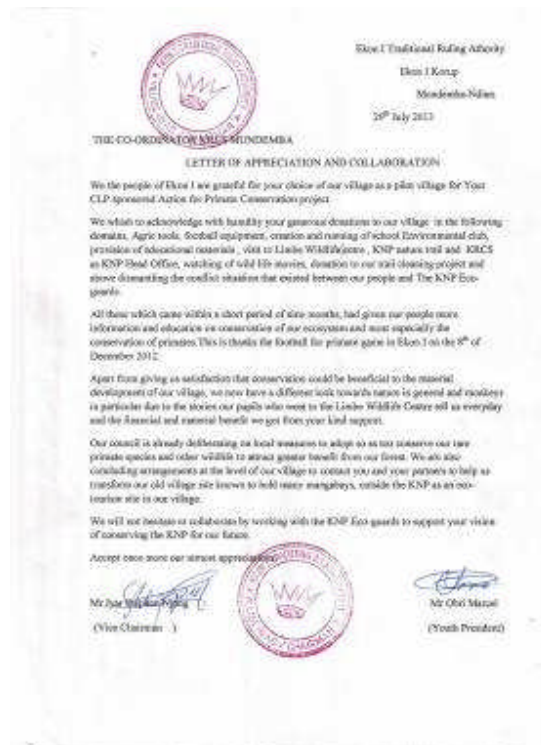 Ekon I Traditional Ruling Athority
Ekon I Korup
Mundemba-Ndian
29th July 2013
THE CO-ORDINATOR KRCS MUNDEMBA
LETTER OF APPRECIATION AND COLLABORATION
We the people of Ekon I are grateful for your choice of our village as a pilot village for Your
CLP sponsored Action for Primate Conservation project.
We which to acknowledge with humility your generous donations to our village in the following
domains, Agric tools, football equipment, creation and running of school Environmental club,
provision of educational materials , visit to Limbe Wildlife centre , KNP nature trail and KRCS
as KNP Head Office, watching of wild life movies, donation to our trail cleaning project and
above dismantling the conflict situation that existed between our people and The KNP Eco-
guards.
All these which came within a short period of time months, had given our people more
information and education on conservation of our ecosystem and most especially the
conservation of primates.This is thanks the football for primate game in Ekon I on the 8th of
December 2012.
Apart from giving us satisfaction that conservation could be beneficial to the material
development of our village, we now have a different look towards nature in general and monkeys
in particular due to the stories our pupils who went to the Limbe Wildlife Centre tell us everyday
and the financial and material benefit we got from your kind support.
Our council is already deliberating on local measures to adopt so as too conserve our rare
primate species and other wildlife to attract greater benefit from our forest. We are also
concluding arrangements at the level of our village to contact you and your partners to help us
transform our old village site known to hold many mangabeys, outside the KNP as an eco-
tourism site in our village.
We will not hesitate to collaborate by working with the KNP Eco guards to support your vision
of conserving the KNP for our future.
Accept once more our utmost appreciation
Mr
Mr Obri Marcel
(Vice Chairman )
(Youth President)
CHAIRMAN